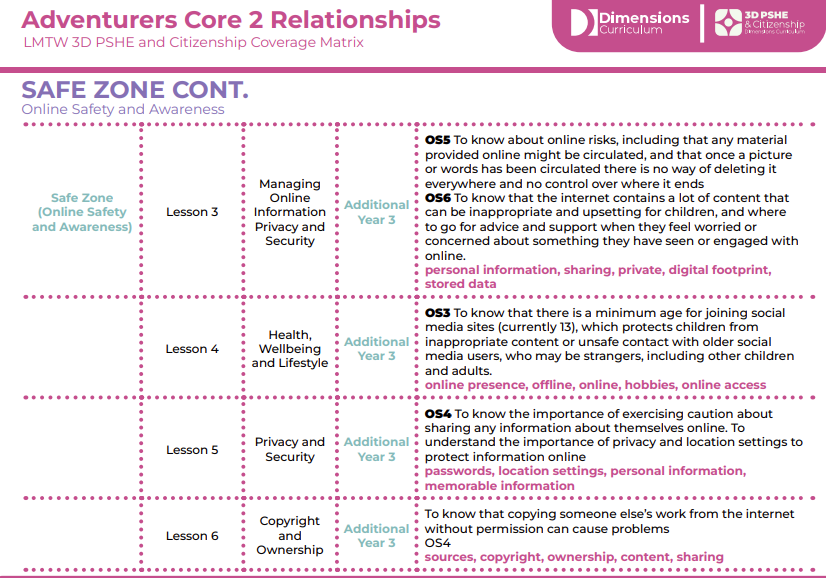 Adventurers Core 2 Relationships
LMTW 3D PSHE and Citizenship Coverage Matrix
Dimensions
Curriculum
3D PSHE
& Citizenship
Dimensions Curriculum
SAFE ZONE CONT.
Online Safety and Awareness
Safe Zone
(Online Safety
and Awareness)
Lesson 3
Managing
Online
Information
Privacy and
Security
Additional
Year 3
OS5 To know about online risks, including that any material
provided online might be circulated, and that once a picture
or words has been circulated there is no way of deleting it
everywhere and no control over where it ends
OS6 To know that the internet contains a lot of content that
can be inappropriate and upsetting for children, and where
to go for advice and support when they feel worried or
concerned about something they have seen or engaged with
online.
personal information, sharing, private, digital footprint,
stored data
Lesson 4
Health,
Wellbeing
and Lifestyle
Additional
Year 3
OS3 To know that there is a minimum age for joining social
media sites (currently 13), which protects children from
inappropriate content or unsafe contact with older social
media users, who may be strangers, including other children
and adults.
online presence, offline, online, hobbies, online access
Lesson 5
Privacy and
Security
Additional
Year 3
OS4 To know the importance of exercising caution about
sharing any information about themselves online. To
understand the importance of privacy and location settings to
protect information online
passwords, location settings, personal information,
memorable information
Lesson 6
Copyright
and
Ownership
Additional
Year 3
To know that copying someone else's work from the internet
without permission can cause problems
OS4
sources, copyright, ownership, content, sharing